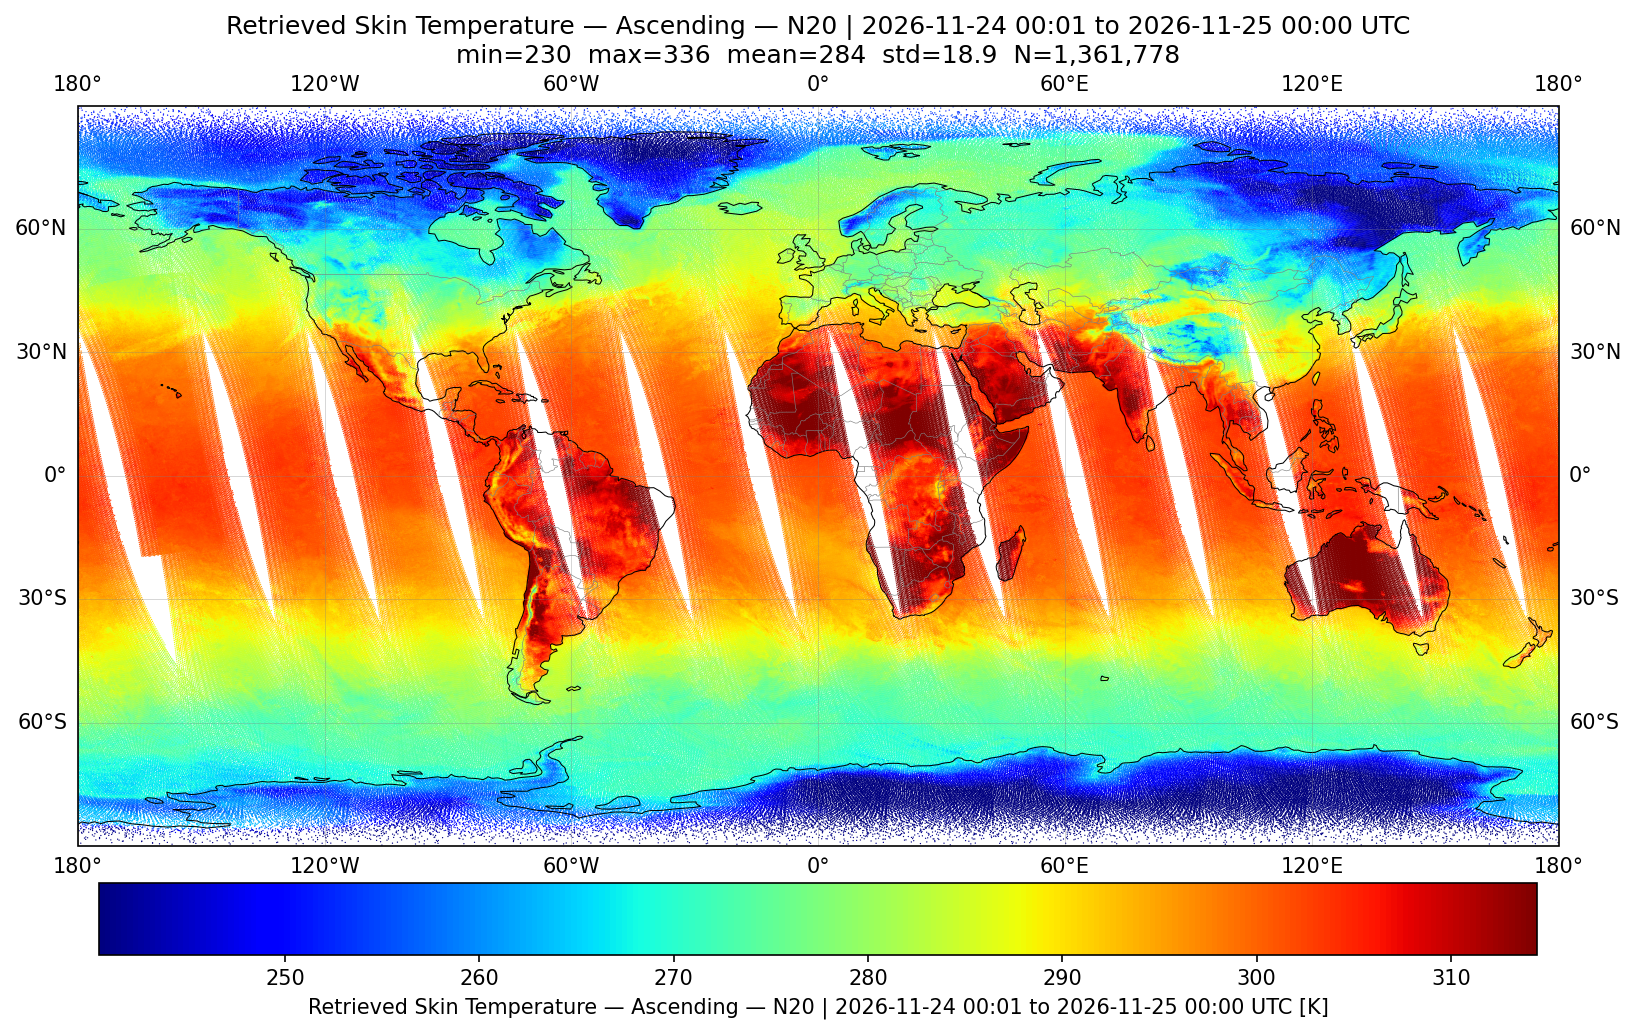 Retrieved Skin Temperature — Ascending — N20 | 2026-11-24 00:01 to 2026-11-25 00:00 UTC
min=230 max=336 mean=284 std=18.9 N=1,361,778
180° 120°W 60°W 0° 60°E 120°E 180°
60°N 60°N
30°N 30°N
0° 0°
30°S 30°S
60°S 60°S
180° 120°W 60°W 0° 60°E 120°E 180°
250 260 270 280 290 300 310
Retrieved Skin Temperature — Ascending — N20 | 2026-11-24 00:01 to 2026-11-25 00:00 UTC [K]